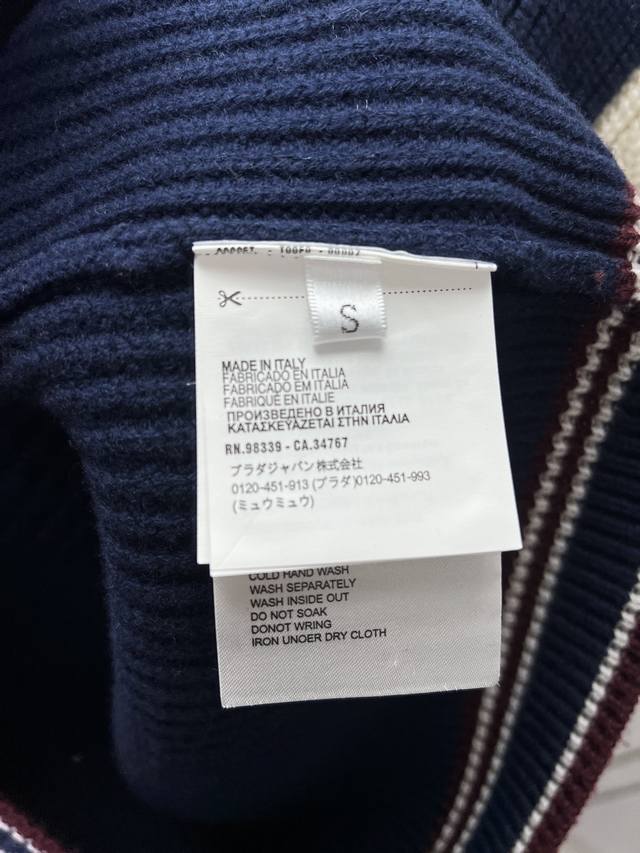 S
MADE IN ITALY
FABRICADO EN ITALIA
FABRICADO EM ITALIA
FABRIQUÉ EN ITALIE
ПРОИЗВЕДЕНО В ИТАЛИЯ
ΚΑΤΑΣΚΕΥΑΖΕΤΑΙ ΣΤΗΝ ΙΤΑΛΙΑ
RN.98339 - CA.34767
プラダジャパン株式会社
0120-451-913 (プラダ)0120-451-993
(ミュウミュウ)
COLD HAND WASH
WASH SEPARATELY
WASH INSIDE OUT
DO NOT SOAK
DONOT WRING
IRON UNOER DRY CLOTH